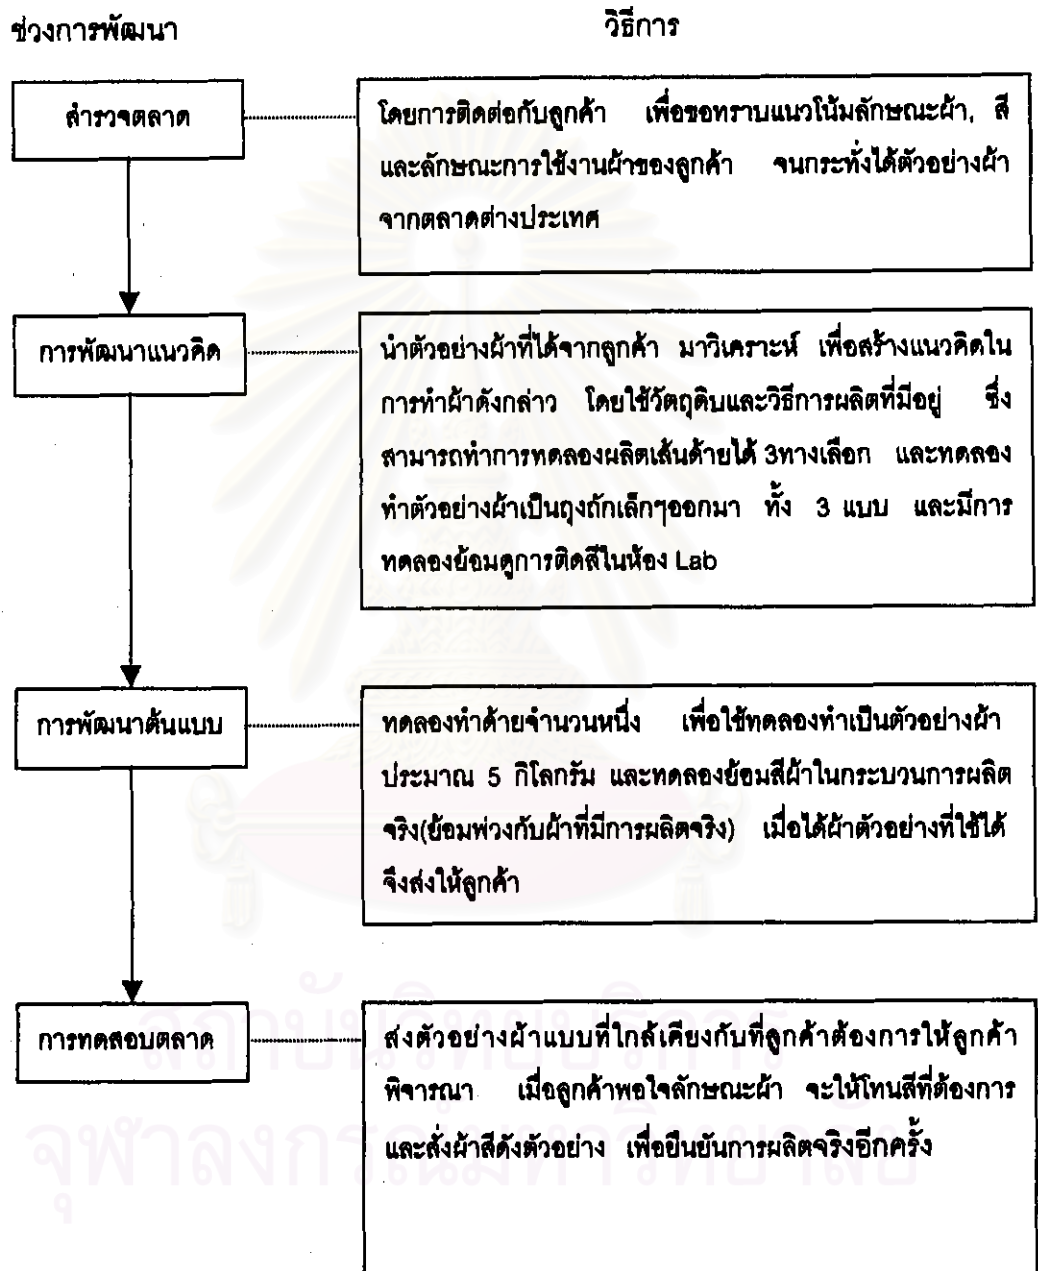 ช่วงการพัฒนา
วิธีการ
สำรวจตลาด
โดยการติดต่อกับลูกค้า เพื่อขอทราบแนวโน้มลักษณะผ้า, สี
และลักษณะการใช้งานผ้าของลูกค้า จนกระทั่งได้ตัวอย่างผ้า
จากตลาดต่างประเทศ
การพัฒนาแนวคิด
นำตัวอย่างผ้าที่ได้จากลูกค้า มาวิเคราะห์ เพื่อสร้างแนวคิดใน
การทำผ้าดังกล่าว โดยใช้วัตถุดิบและวิธีการผลิตที่มีอยู่ ซึ่ง
สามารถทำการทดลองผลิตเส้นด้ายได้ 3ทางเลือก และทดลอง
ทำตัวอย่างผ้าเป็นถุงถักเล็กๆออกมา ทั้ง 3 แบบ และมีการ
ทดลองย้อมดูการติดสีในห้อง Lab
การพัฒนาต้นแบบ
ทดลองทำด้ายจำนวนหนึ่ง เพื่อใช้ทดลองทำเป็นตัวอย่างผ้า
ประมาณ 5 กิโลกรัม และทดลองย้อมสีผ้าในกระบวนการผลิต
จริง(ย้อมพ่วงกับผ้าที่มีการผลิตจริง) เมื่อได้ผ้าตัวอย่างที่ใช้ได้
จึงส่งให้ลูกค้า
การทดสอบตลาด
ส่งตัวอย่างผ้าแบบที่ใกล้เคียงกับที่ลูกค้าต้องการให้ลูกค้า
พิจารณา เมื่อลูกค้าพอใจลักษณะผ้า จะให้โทนสีที่ต้องการ
และสั่งผ้าสีดังตัวอย่าง เพื่อยืนยันการผลิตจริงอีกครั้ง
สถาบันวิทยบริการ
จุฬาลงกรณ์มหาวิทยาลัย